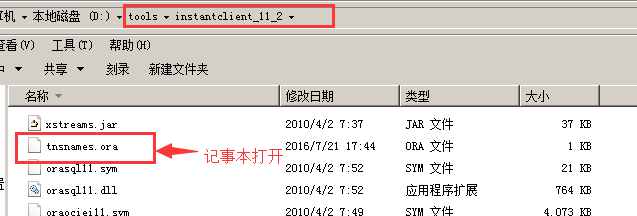 机 ▾ 本地磁盘 (D:) ▾ tools ▾ instantclient_11_2 ▾
查看(V) 工具(T) 帮助(H)
中 ▾ 共享 ▾ 刻录 新建文件夹
名称 修改日期 类型 大小
xstreams.jar 2010/4/2 7:37 JAR 文件 37 KB
tnsnames.ora 2016/7/21 17:44 ORA 文件 1 KB
记事本打开
orasql11.sym 2010/4/2 7:52 SYM 文件 21 KB
orasql11.dll 2010/4/2 7:52 应用程序扩展 764 KB
oraociei11.sym 2010/4/2 7:49 SYM 文件 4,073 KB